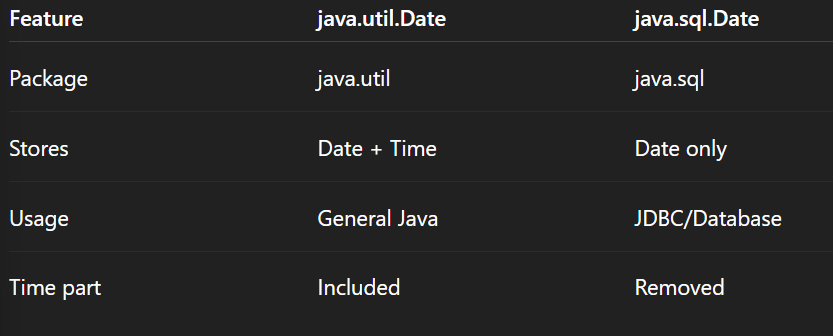 Feature java.util.Date java.sql.Date
Package java.util java.sql
Stores Date + Time Date only
Usage General Java JDBC/Database
Time part Included Removed